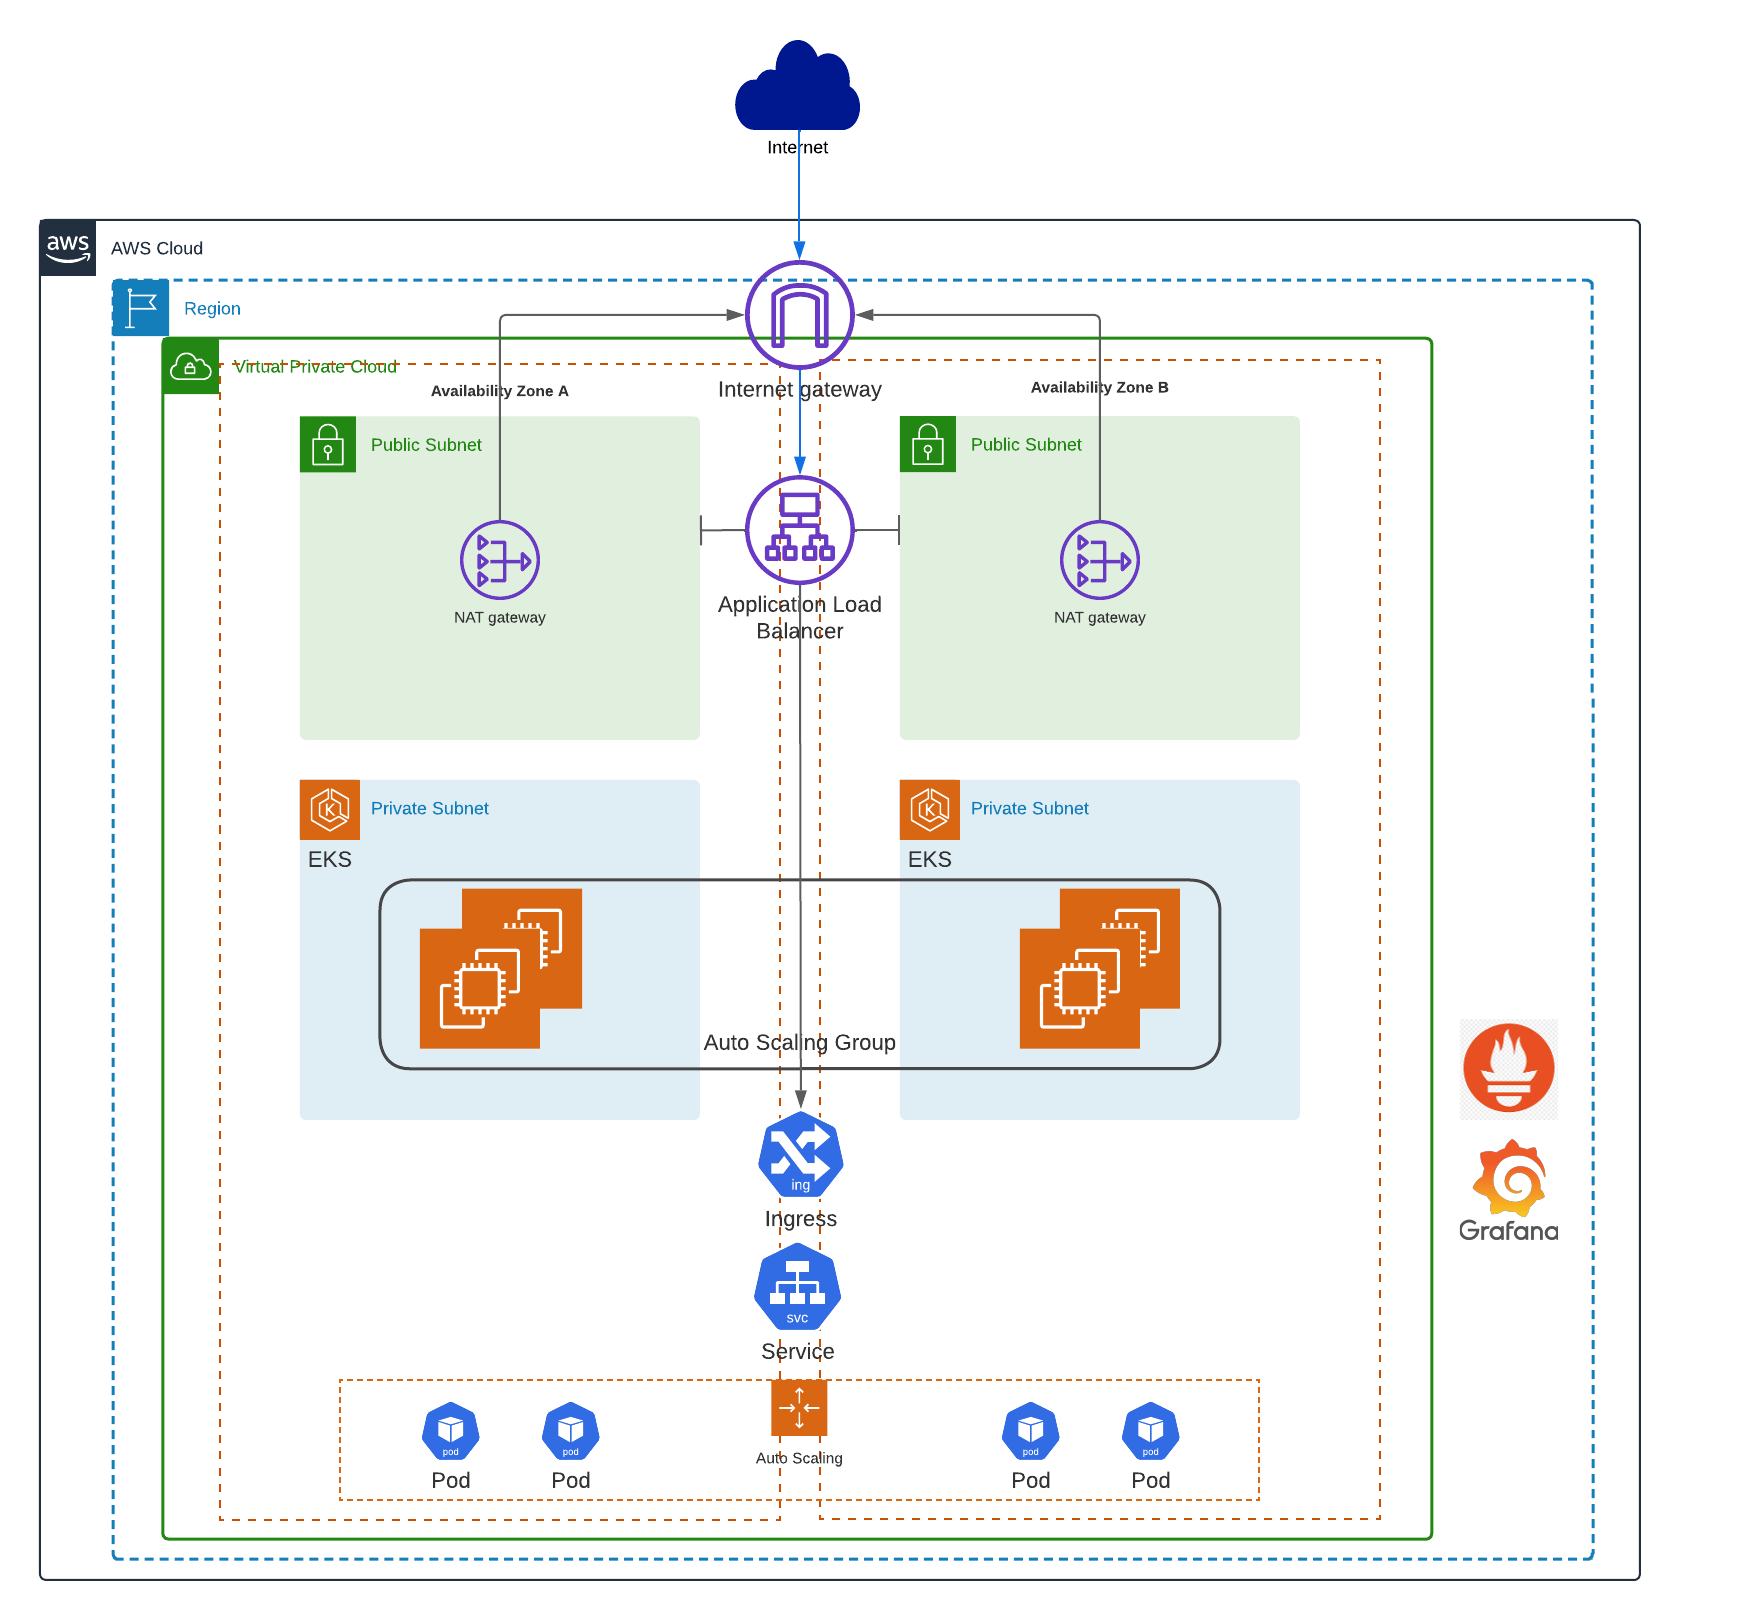 Internet
aws
AWS Cloud
Region
Virtual Private Cloud
Availability Zone A
Internet gateway
Availability Zone B
Public Subnet
Public Subnet
NAT gateway
Application Load
Balancer
NAT gateway
Private Subnet
Private Subnet
K
K
EKS
EKS
Auto Scaling Group
ing
Ingress
Grafana
svc
Service
pod
pod
pod
pod
Auto Scaling
Pod
Pod
Pod
Pod